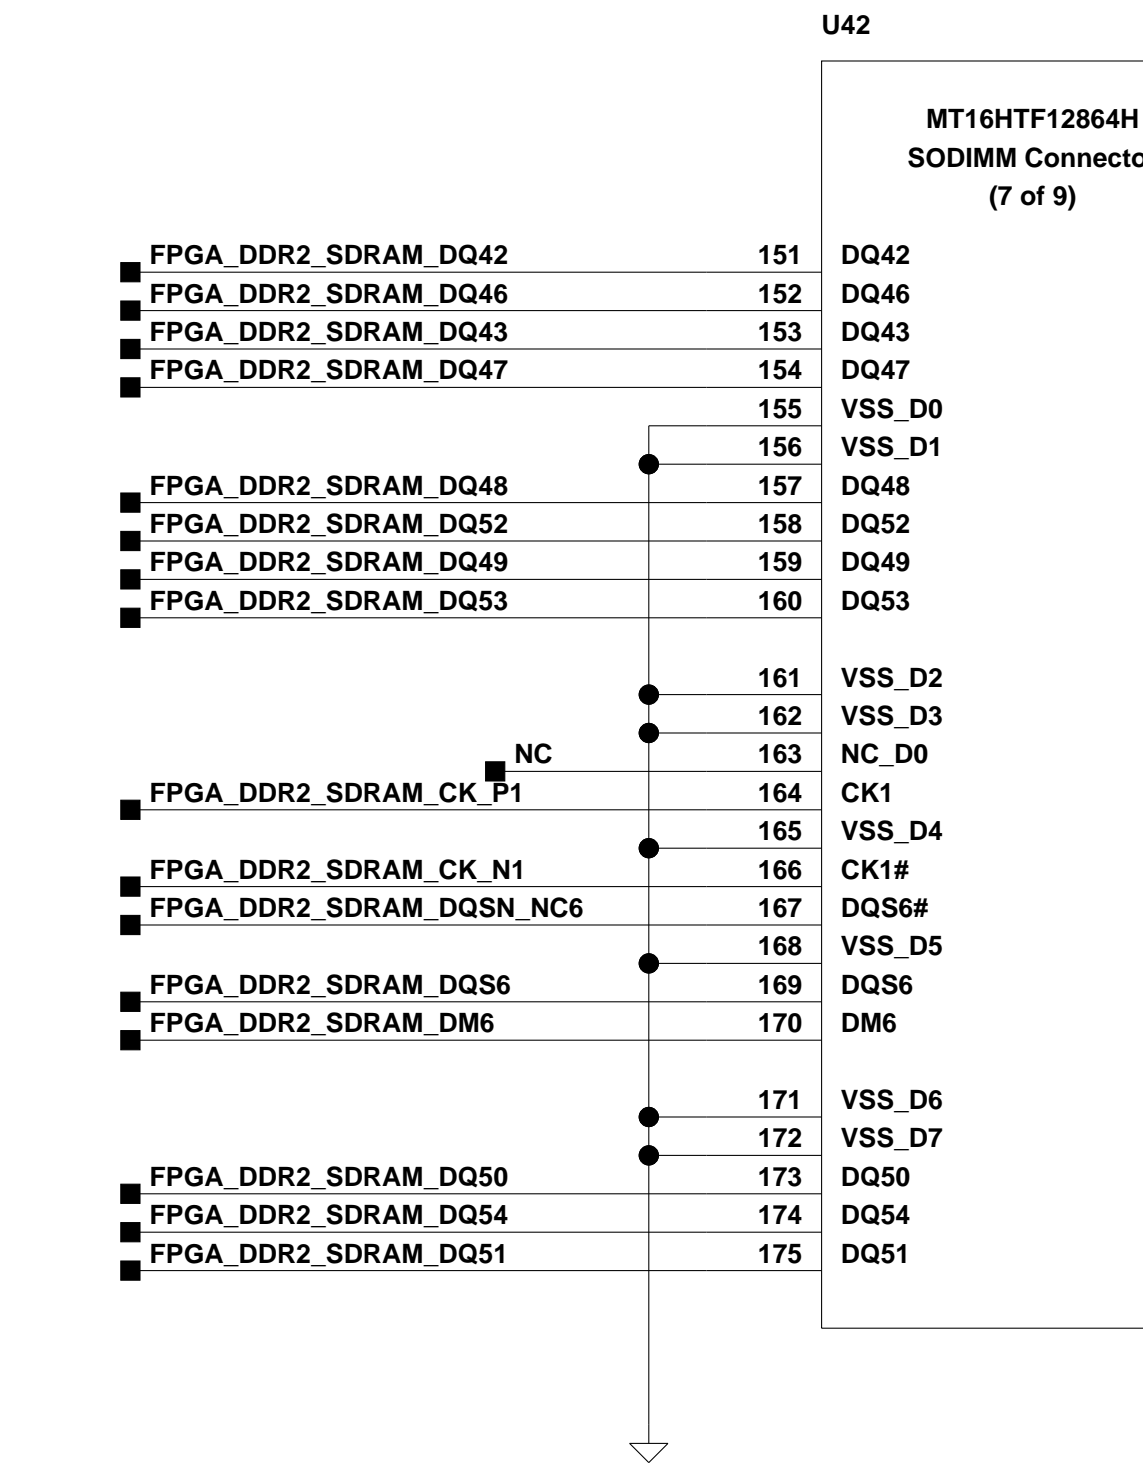 U42
MT16HTF12864H
SODIMM Connecto
(7 of 9)
FPGA_DDR2_SDRAM_DQ42 151 DQ42
FPGA_DDR2_SDRAM_DQ46 152 DQ46
FPGA_DDR2_SDRAM_DQ43 153 DQ43
FPGA_DDR2_SDRAM_DQ47 154 DQ47
155 VSS_D0
156 VSS_D1
FPGA_DDR2_SDRAM_DQ48 157 DQ48
FPGA_DDR2_SDRAM_DQ52 158 DQ52
FPGA_DDR2_SDRAM_DQ49 159 DQ49
FPGA_DDR2_SDRAM_DQ53 160 DQ53
161 VSS_D2
162 VSS_D3
NC 163 NC_D0
FPGA_DDR2_SDRAM_CK_P1 164 CK1
165 VSS_D4
FPGA_DDR2_SDRAM_CK_N1 166 CK1#
FPGA_DDR2_SDRAM_DQSN_NC6 167 DQS6#
168 VSS_D5
FPGA_DDR2_SDRAM_DQS6 169 DQS6
FPGA_DDR2_SDRAM_DM6 170 DM6
171 VSS_D6
172 VSS_D7
FPGA_DDR2_SDRAM_DQ50 173 DQ50
FPGA_DDR2_SDRAM_DQ54 174 DQ54
FPGA_DDR2_SDRAM_DQ51 175 DQ51